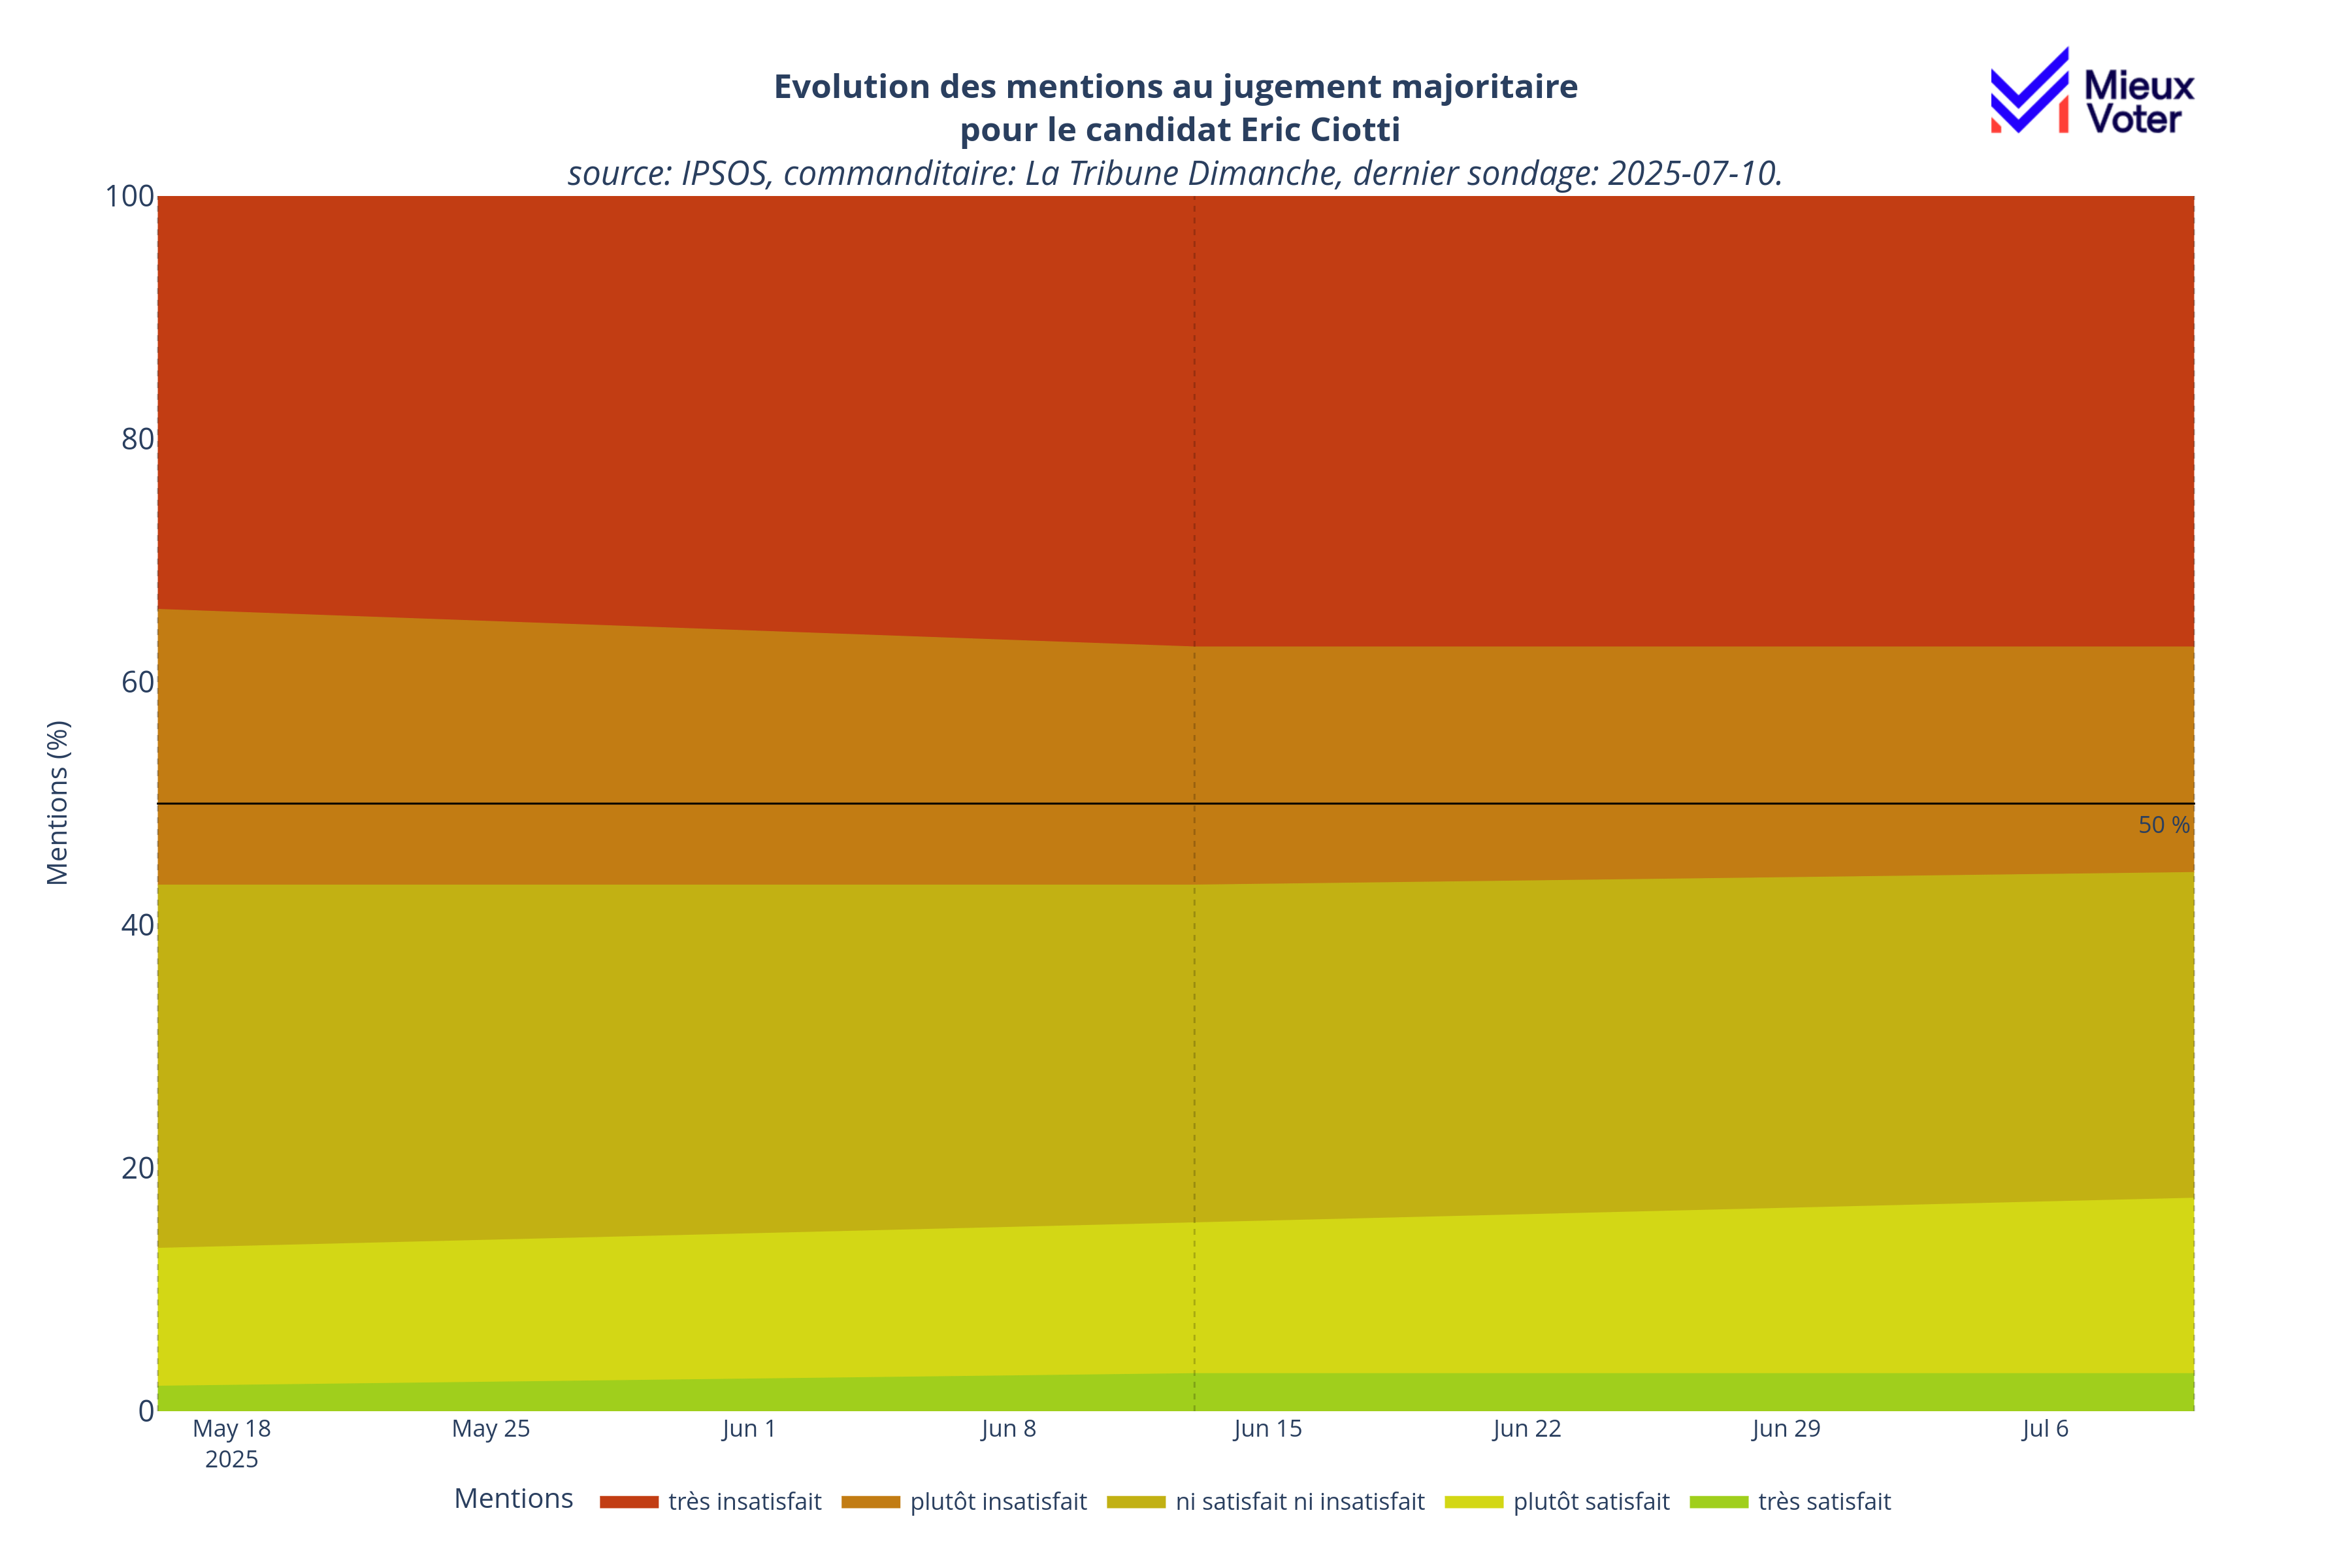 Evolution des mentions au jugement majoritaire
pour le candidat Eric Ciotti
source: IPSOS, commanditaire: La Tribune Dimanche, dernier sondage: 2025-07-10.
Mieux
Voter
Mentions (%)
100
80
60
40
20
0
50 %
May 18
2025
May 25
Jun 1
Jun 8
Jun 15
Jun 22
Jun 29
Jul 6
Mentions
très insatisfait
plutôt insatisfait
ni satisfait ni insatisfait
plutôt satisfait
très satisfait